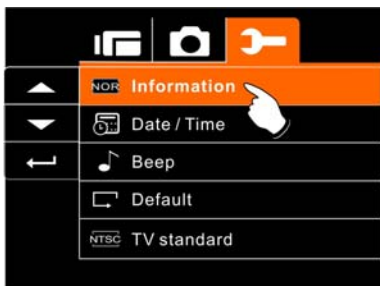 NOR Information
Date / Time
Beep
Default
NTSC TV standard